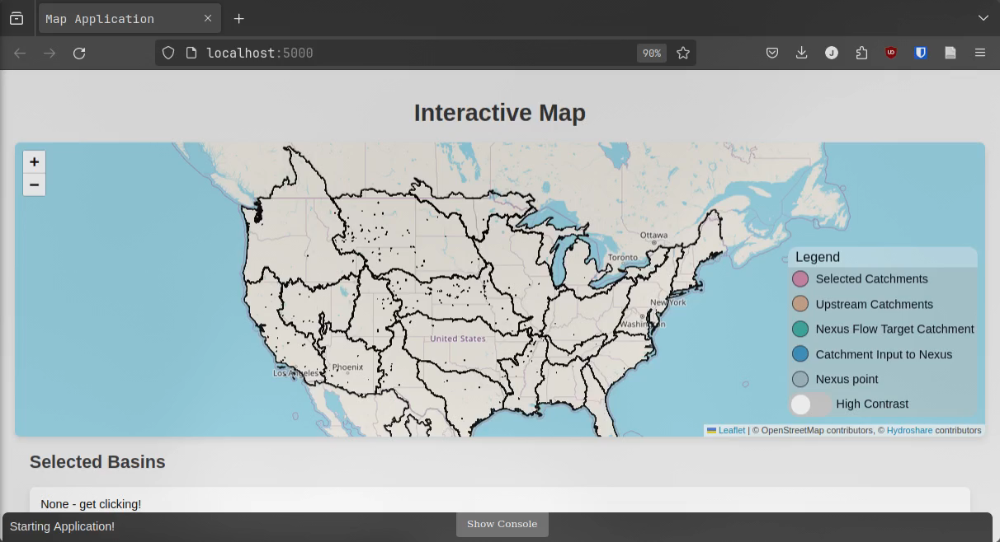 Map Application
localhost:5000
90%
Interactive Map
+
−
Ottawa
Toronto
New York
Washington
United States
Phoenix
Los Angeles
Legend
Selected Catchments
Upstream Catchments
Nexus Flow Target Catchment
Catchment Input to Nexus
Nexus point
High Contrast
Leaflet | © OpenStreetMap contributors, © Hydroshare contributors
Selected Basins
None - get clicking!
Starting Application!
Show Console